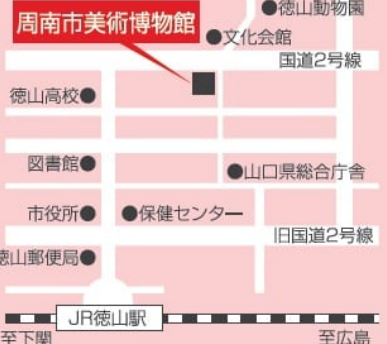 徳山動物園
周南市美術博物館
文化会館
国道2号線
徳山高校
図書館
山口県総合庁舎
市役所
保健センター
旧国道2号線
徳山郵便局
JR徳山駅
至下関
至広島